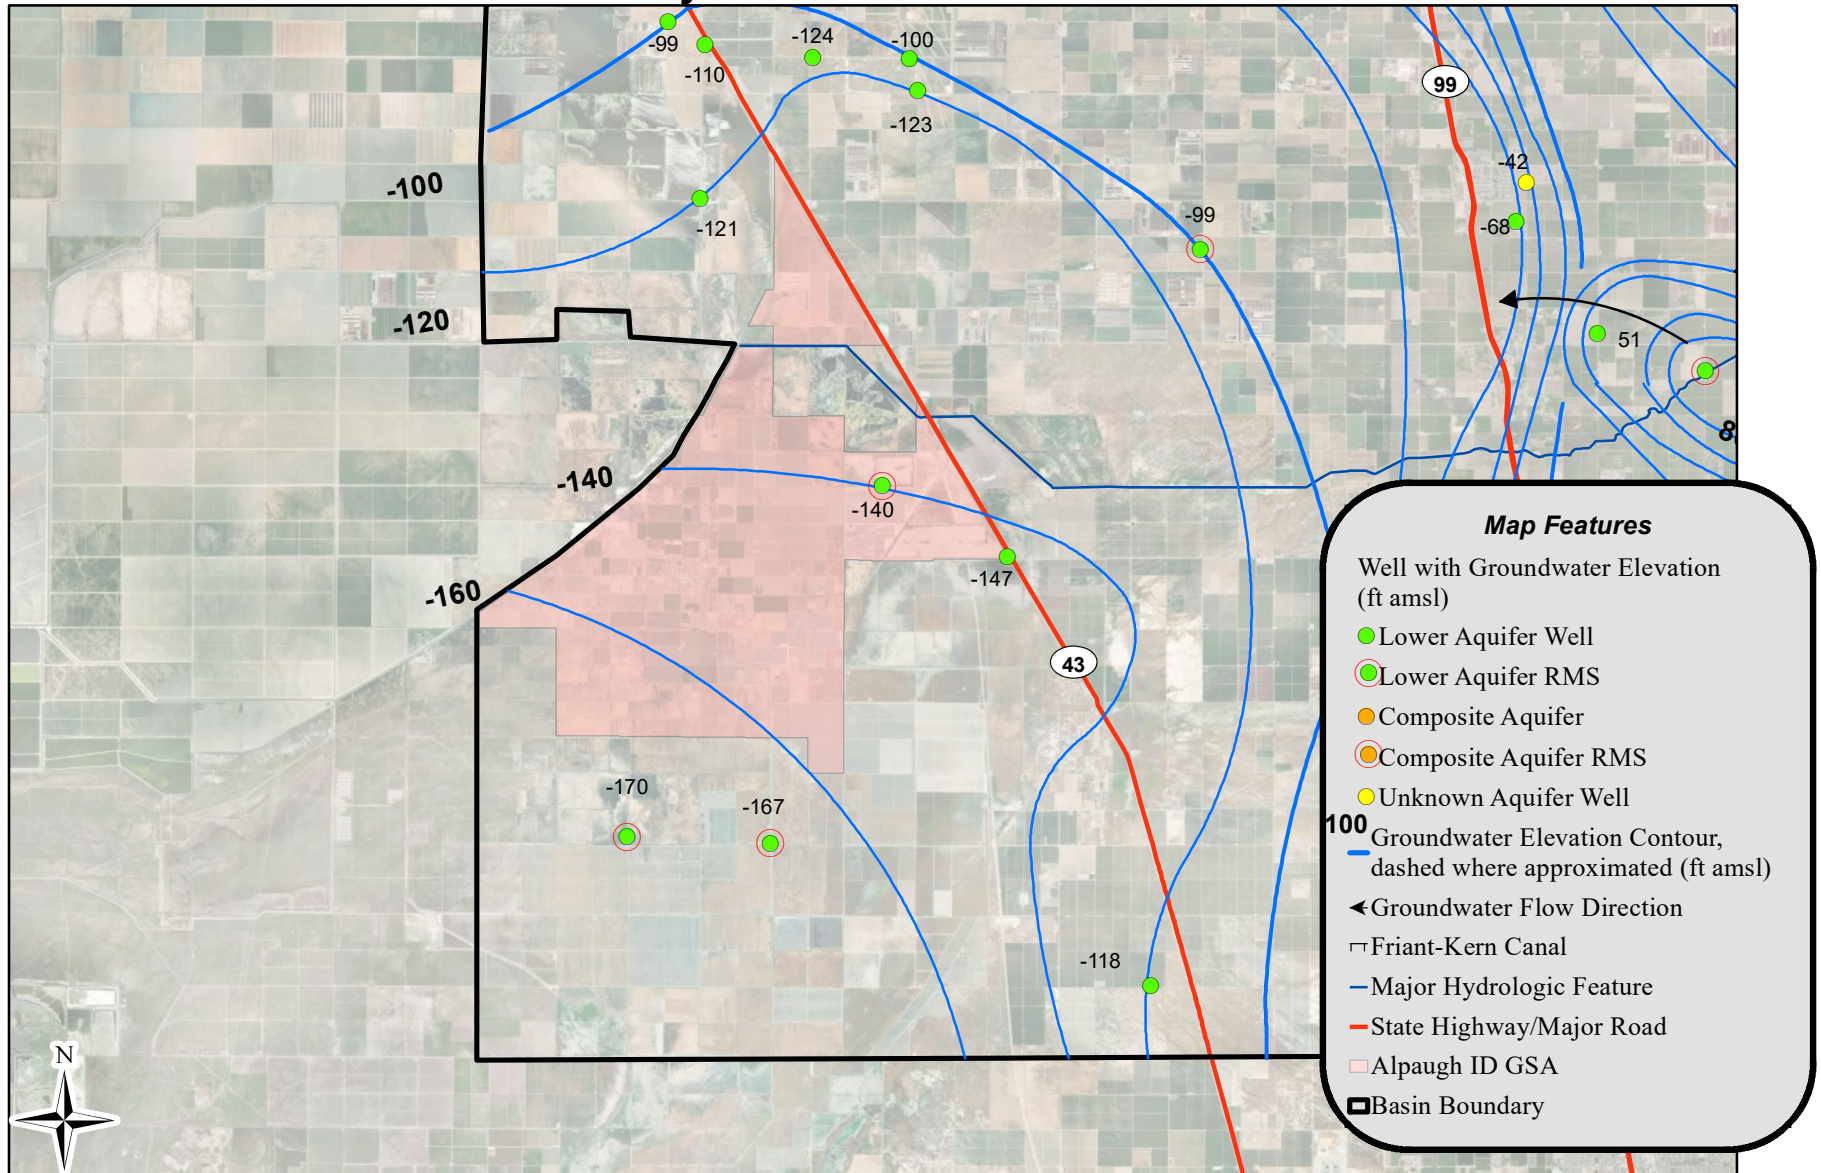 -99
-110
-124
-100
-123
99
-42
-68
-100
-121
-99
-120
51
8
-140
-140
-147
-160
43
-170
-167
-118
N
Map Features
Well with Groundwater Elevation
(ft amsl)
Lower Aquifer Well
Lower Aquifer RMS
Composite Aquifer
Composite Aquifer RMS
Unknown Aquifer Well
100
Groundwater Elevation Contour,
dashed where approximated (ft amsl)
Groundwater Flow Direction
Friant-Kern Canal
Major Hydrologic Feature
State Highway/Major Road
Alpaugh ID GSA
Basin Boundary